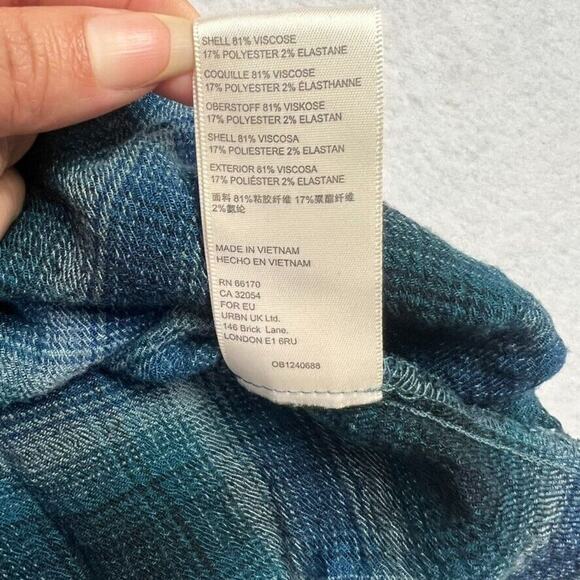 SHELL 81% VISCOSE
17% POLYESTER 2% ELASTANE
COQUILLE 81% VISCOSE
17% POLYESTER 2% ÉLASTHANNE
OBERSTOFF 81% VISKOSE
17% POLYESTER 2% ELASTAN
SHELL 81% VISCOSA
17% POLIESTERE 2% ELASTAN
EXTERIOR 81% VISCOSA
17% POLIÉSTER 2% ELASTANE
面料 81%粘胶纤维 17%聚酯纤维
2%氨纶
MADE IN VIETNAM
HECHO EN VIETNAM
RN 66170
CA 32054
FOR EU
URBN UK Ltd.
146 Brick Lane.
LONDON E1 6RU
OB1240688